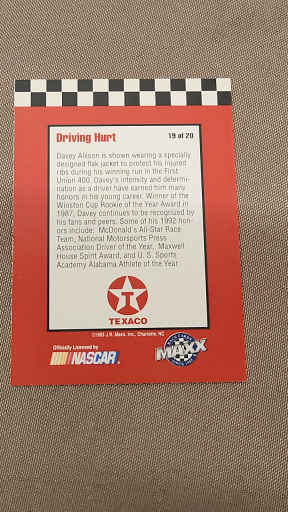 Driving Hurt 19 of 20
Davey Allison is shown wearing a specially
designed flak jacket to protect his injured
ribs during his winning run in the First
Union 400. Davey's intensity and determi-
nation as a driver have earned him many
honors in his young career. Winner of the
Winston Cup Rookie of the Year Award in
1987, Davey continues to be recognized by
his fans and peers. Some of his 1992 hon-
ors include: McDonald's All-Star Race
Team, National Motorsports Press
Association Driver of the Year, Maxwell
House Spirit Award, and U. S. Sports
Academy Alabama Athlete of the Year.
T
TEXACO
©1993 J.R. Maxx, Inc., Charlotte, NC
Officially Licensed by
NASCAR
MAXX